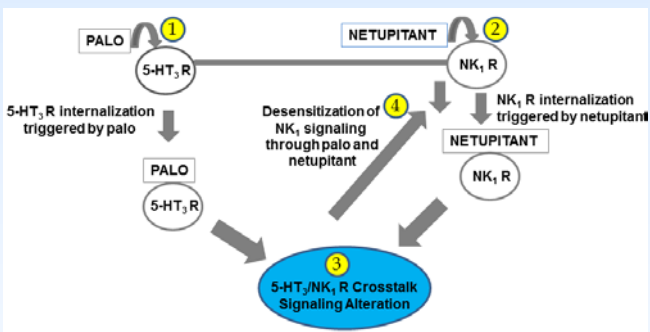 1
PALO
5-HT₃ R
NETUPITANT
2
NK₁ R
5-HT₃ R internalization
triggered by palo
Desensitization of
NK₁ signaling
through palo and
netupitant
4
NK₁ R internalization
triggered by netupitant
PALO
5-HT₃ R
NETUPITANT
NK₁ R
3
5-HT₃/NK₁ R Crosstalk
Signaling Alteration